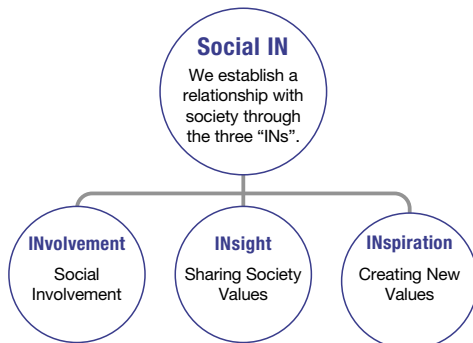 Social IN
We establish a
relationship with
society through
the three “INs”.
INvolvement
Social
Involvement
INsight
Sharing Society
Values
INspiration
Creating New
Values